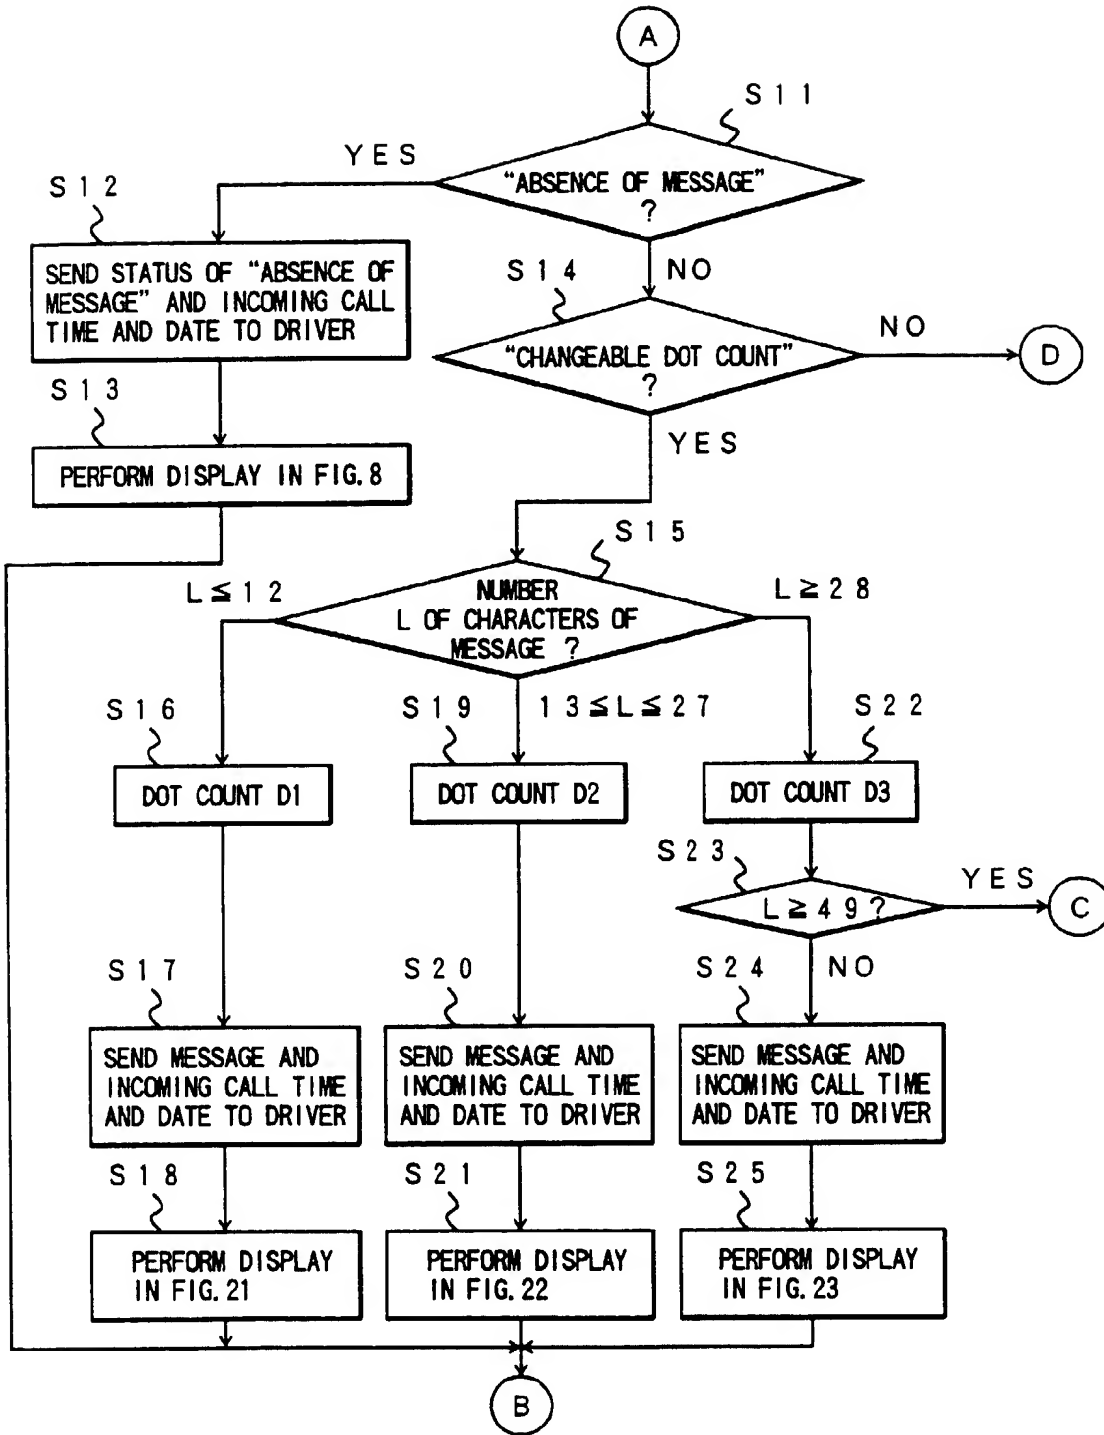 A
S11
YES
"ABSENCE OF MESSAGE"
?
S12
SEND STATUS OF "ABSENCE OF
MESSAGE" AND INCOMING CALL
TIME AND DATE TO DRIVER
S14
NO
"CHANGEABLE DOT COUNT"
?
NO
D
S13
PERFORM DISPLAY IN FIG.8
YES
S15
L≦12
NUMBER
L OF CHARACTERS OF
MESSAGE ?
L≧28
S16
S19
13≦L≦27
S22
DOT COUNT D1
DOT COUNT D2
DOT COUNT D3
S23
L≧49?
YES
C
S17
S20
S24
NO
SEND MESSAGE AND
INCOMING CALL TIME
AND DATE TO DRIVER
SEND MESSAGE AND
INCOMING CALL TIME
AND DATE TO DRIVER
SEND MESSAGE AND
INCOMING CALL TIME
AND DATE TO DRIVER
S18
S21
S25
PERFORM DISPLAY
IN FIG.21
PERFORM DISPLAY
IN FIG.22
PERFORM DISPLAY
IN FIG.23
B